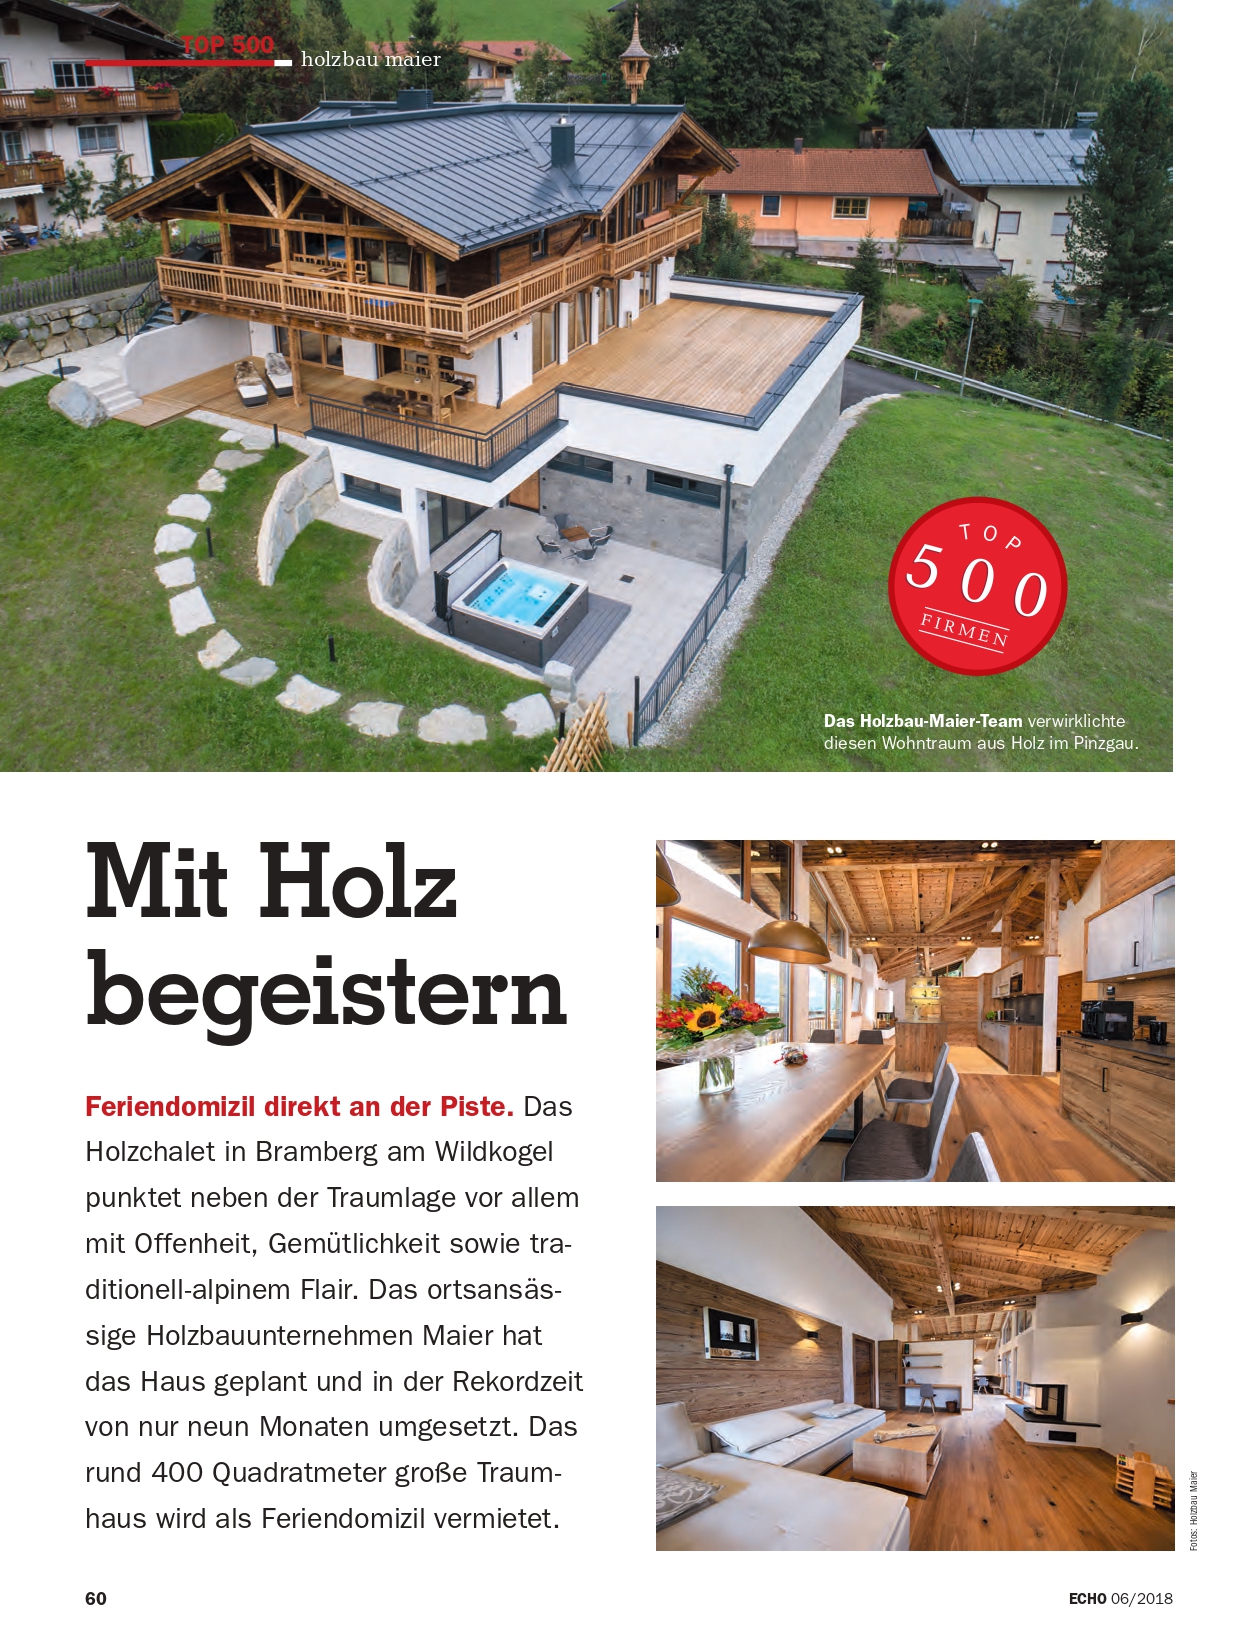 TOP 500
holzbau maier
TOP
500
FIRMEN
Das Holzbau-Maier-Team verwirklichte
diesen Wohntraum aus Holz im Pinzgau.
Mit Holz
begeistern
Feriendomizil direkt an der Piste. Das
Holzchalet in Bramberg am Wildkogel
punktet neben der Traumlage vor allem
mit Offenheit, Gemütlichkeit sowie tra-
ditionell-alpinem Flair. Das ortsansäs-
sige Holzbauunternehmen Maier hat
das Haus geplant und in der Rekordzeit
von nur neun Monaten umgesetzt. Das
rund 400 Quadratmeter große Traum-
haus wird als Feriendomizil vermietet.
Fotos: Holzbau Maier
60
ECHO 06/2018